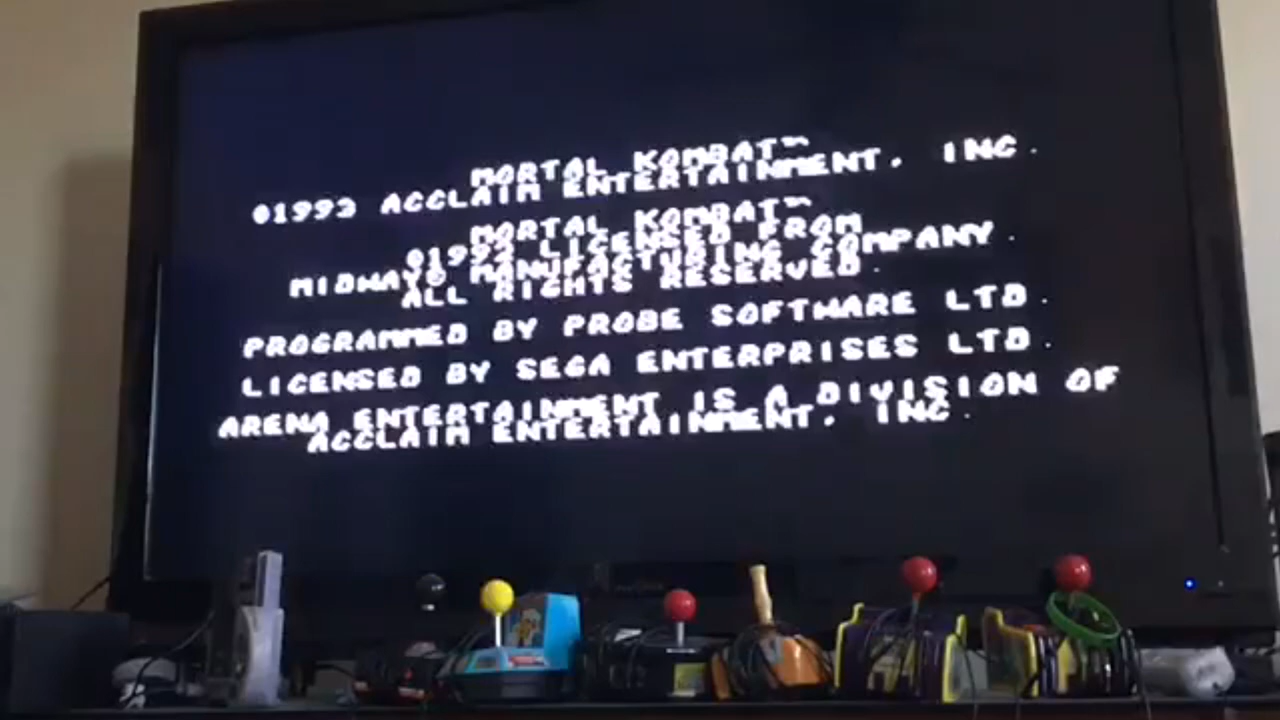 MORTAL KOMBAT™
©1993 ACCLAIM ENTERTAINMENT, INC.
MORTAL KOMBAT™
©1993 LICENSED FROM
MIDWAY® MANUFACTURING COMPANY.
ALL RIGHTS RESERVED.
PROGRAMMED BY PROBE SOFTWARE LTD.
LICENSED BY SEGA ENTERPRISES LTD.
ARENA ENTERTAINMENT IS A DIVISION OF
ACCLAIM ENTERTAINMENT, INC.